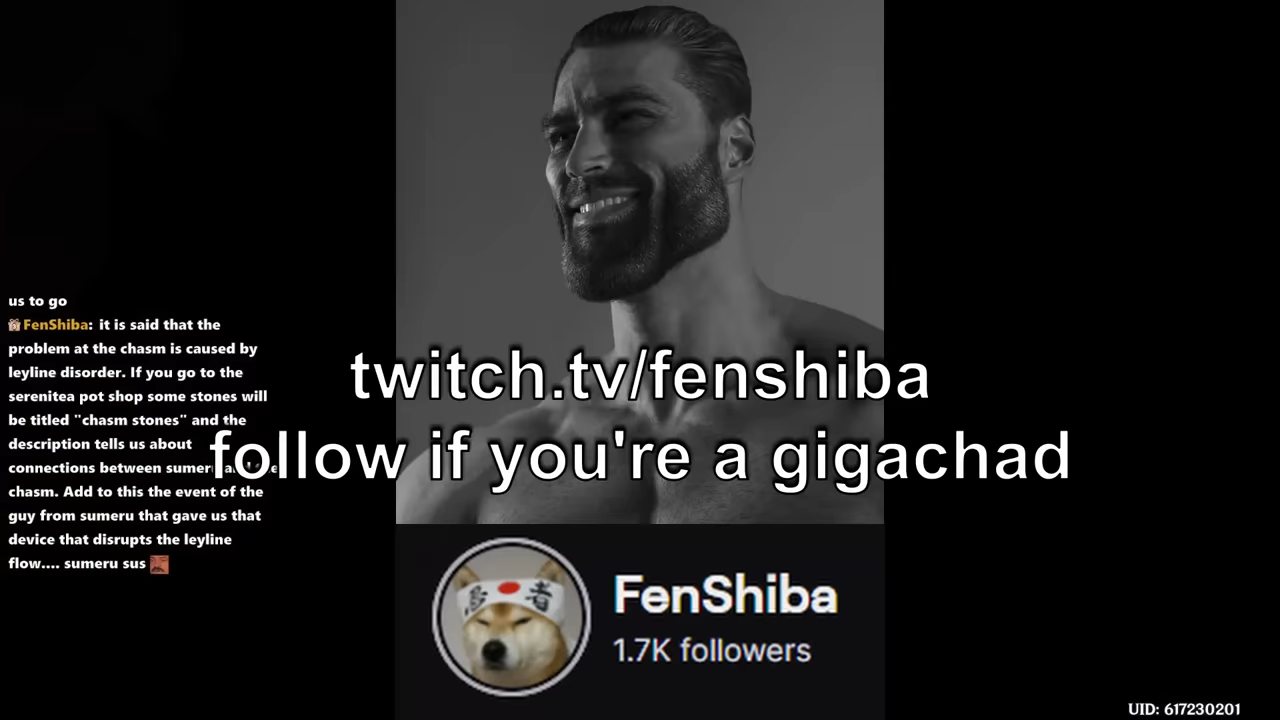 us to go
FenShiba: it is said that the
problem at the chasm is caused by
leyline disorder. If you go to the
serenitea pot shop some stones will
be titled "chasm stones" and the
description tells us about
connections between sumeru
chasm. Add to this the event of the
guy from sumeru that gave us that
device that disrupts the leyline
flow.... sumeru sus
twitch.tv/fenshiba
follow if you're a gigachad
FenShiba
1.7K followers
UID: 617230201